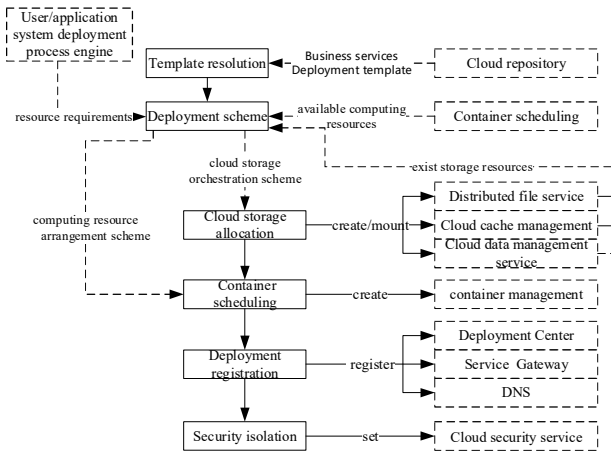 User/application
system deployment
process engine
Template resolution
Business services
Deployment template
Cloud repository
resource requirements
Deployment scheme
available computing
resources
Container scheduling
cloud storage
orchestration scheme
exist storage resources
computing resource
arrangement scheme
Cloud storage
allocation
create/mount
Distributed file service
Cloud cache management
Cloud data management
service
Container
scheduling
create
container management
Deployment
registration
register
Deployment Center
Service Gateway
DNS
Security isolation
set
Cloud security service